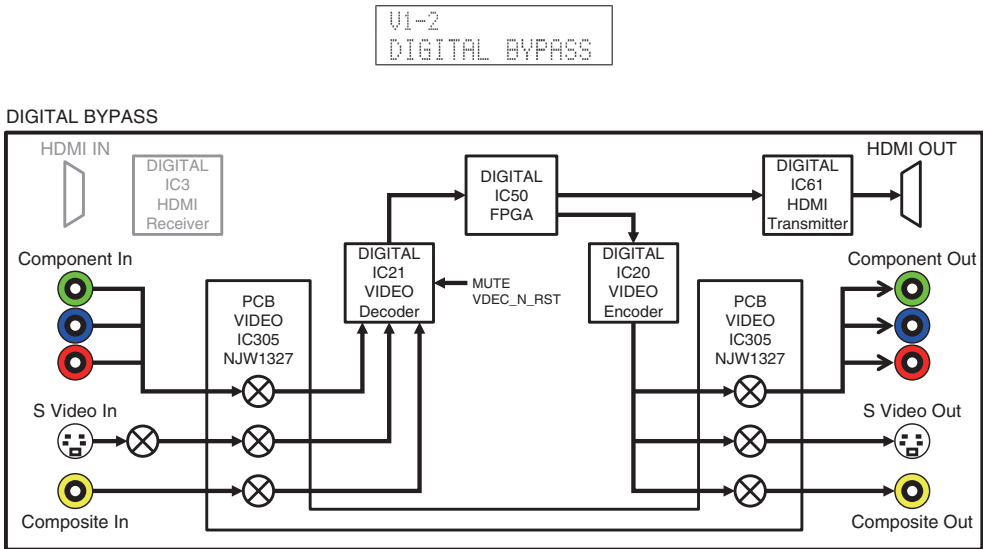 V1-2
DIGITAL BYPASS
DIGITAL BYPASS
HDMI IN
DIGITAL
IC3
HDMI
Receiver
DIGITAL
IC50
FPGA
DIGITAL
IC61
HDMI
Transmitter
HDMI OUT
Component In
DIGITAL
IC21
VIDEO
Decoder
MUTE
VDEC_N_RST
DIGITAL
IC20
VIDEO
Encoder
Component Out
PCB
VIDEO
IC305
NJW1327
PCB
VIDEO
IC305
NJW1327
S Video In
S Video Out
Composite In
Composite Out